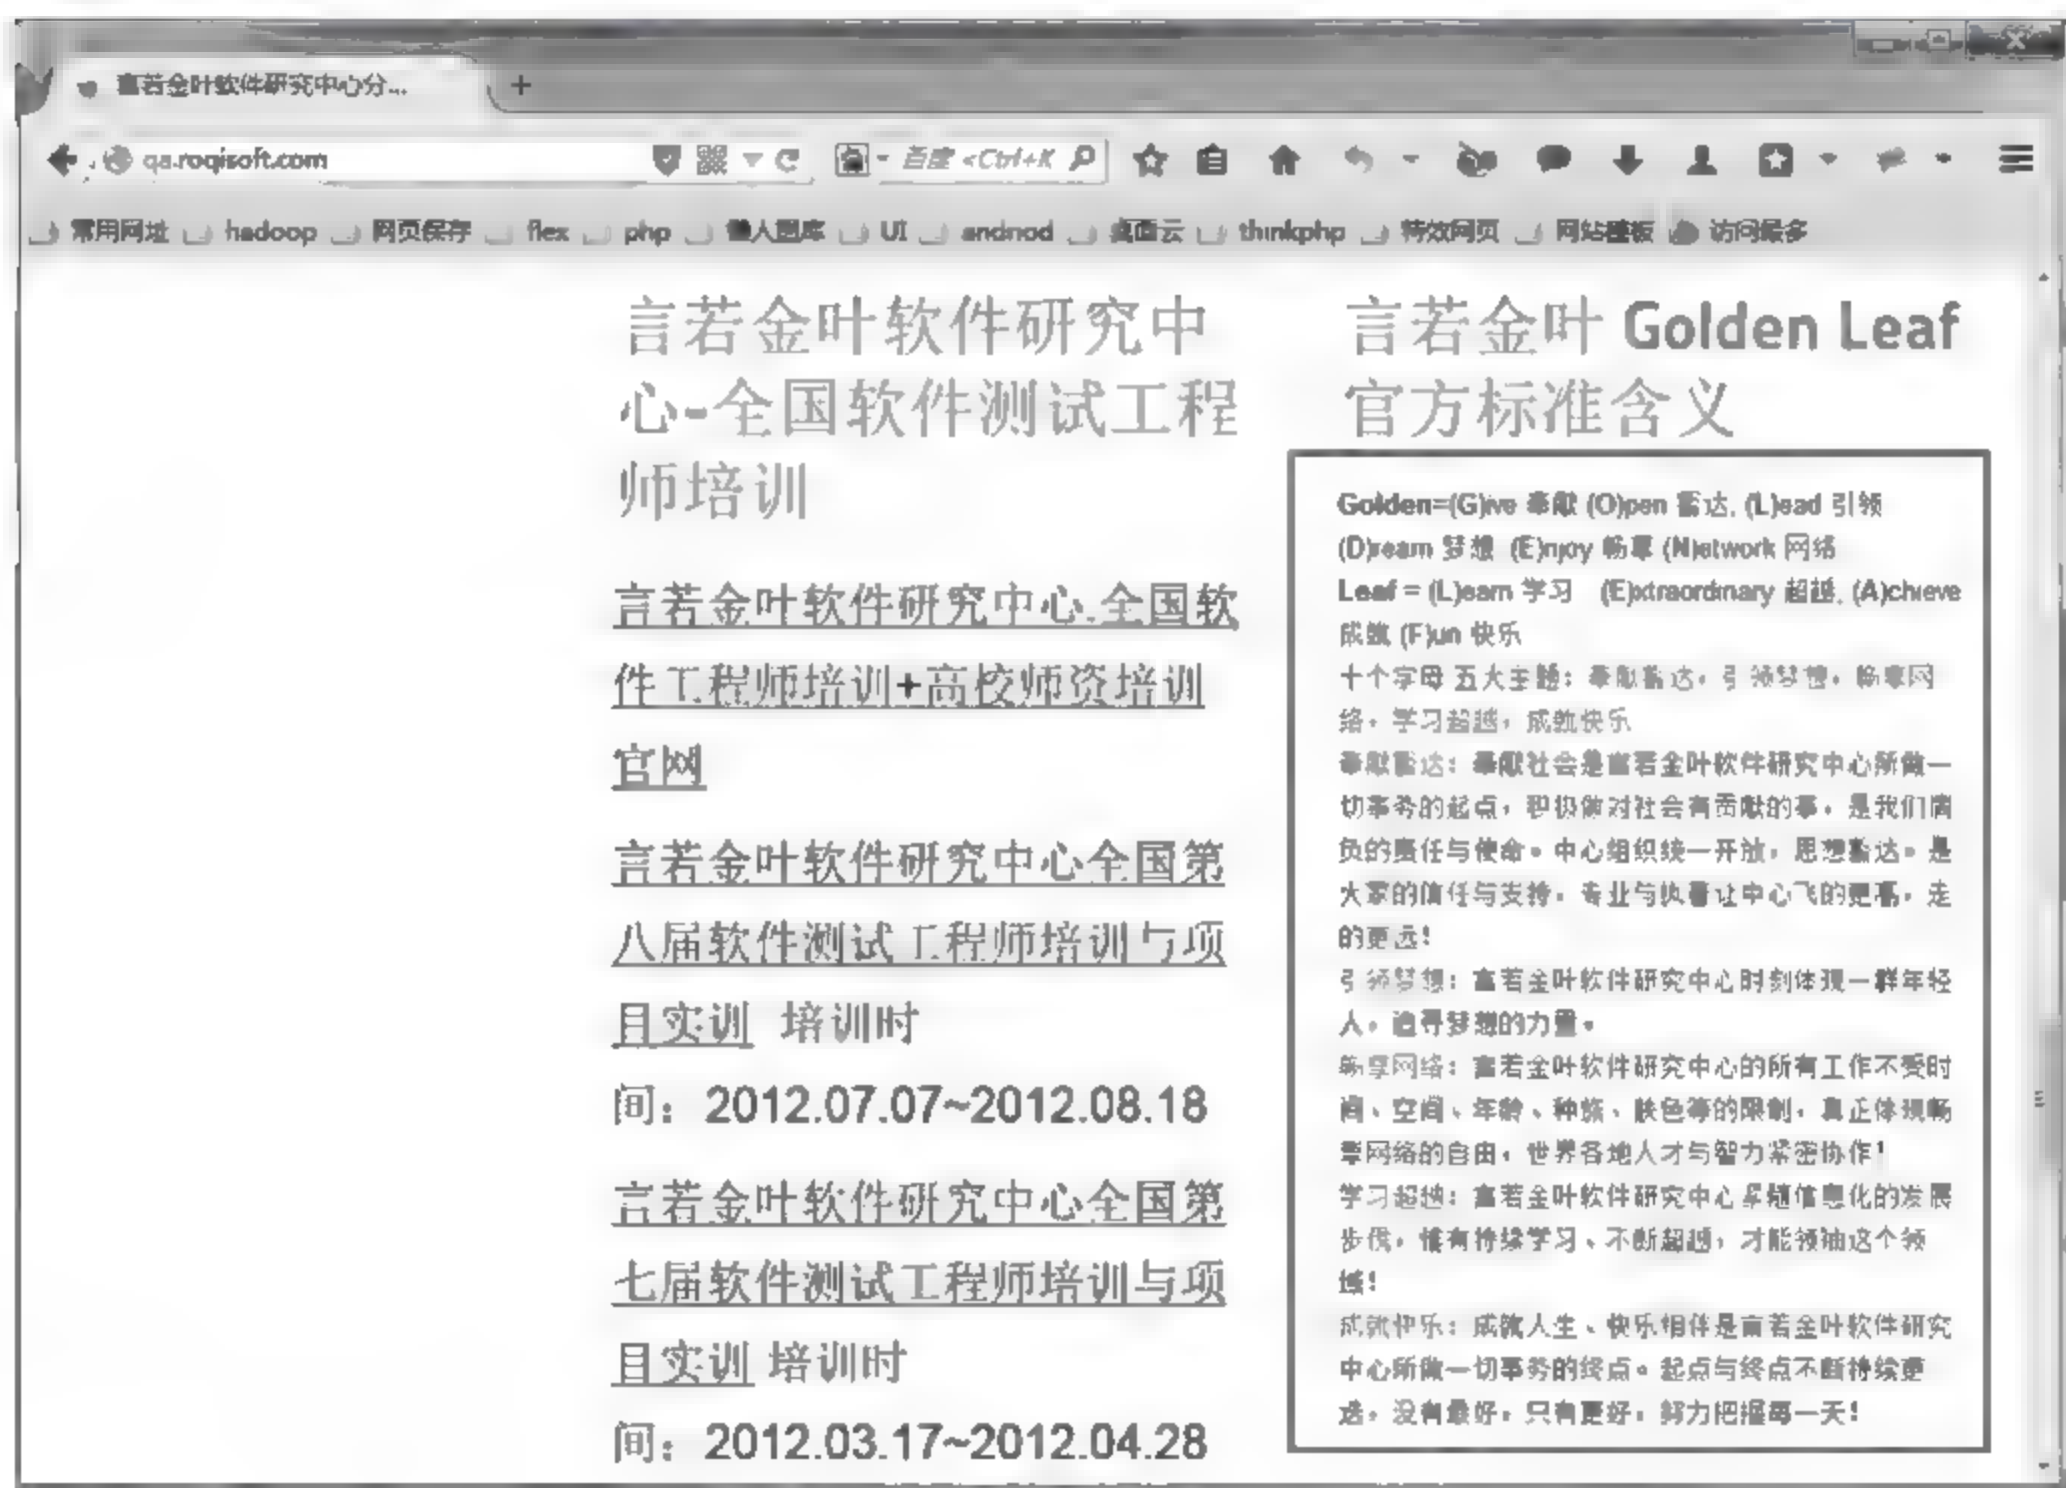 言若金叶软件研究中心分...
qa.roqisoft.com
百度 <Ctrl+K
常用网址 hadoop 网页保存 flex php 懒人图库 UI android 桌面云 thinkphp 特效网页 网站模板 访问最多
言若金叶软件研究中
心-全国软件测试工程
师培训
言若金叶软件研究中心-全国软
件工程师培训+高校师资培训
官网
言若金叶软件研究中心全国第
八届软件测试工程师培训与项
目实训 培训时
间：2012.07.07~2012.08.18
言若金叶软件研究中心全国第
七届软件测试工程师培训与项
目实训 培训时
间：2012.03.17~2012.04.28
言若金叶 Golden Leaf
官方标准含义
Golden=(G)ive 奉献 (O)pen 豁达, (L)ead 引领
(D)ream 梦想 (E)njoy 畅享 (N)etwork 网络
Leaf = (L)earn 学习 (E)xtraordinary 超越, (A)chieve
成就 (F)un 快乐
十个字母 五大主题：奉献豁达，引领梦想，畅享网
络，学习超越，成就快乐
奉献豁达：奉献社会是言若金叶软件研究中心所做一
切事务的起点，积极做对社会有贡献的事，是我们肩
负的责任与使命。中心组织统一开放，思想豁达。是
大家的信任与支持，专业与执着让中心飞的更高，走
的更远！
引领梦想：言若金叶软件研究中心时刻体现一群年轻
人，追寻梦想的力量。
畅享网络：言若金叶软件研究中心的所有工作不受时
间、空间、年龄、种族、肤色等的限制，真正体现畅
享网络的自由，世界各地人才与智力紧密协作！
学习超越：言若金叶软件研究中心紧随信息化的发展
步伐，惟有持续学习、不断超越，才能领袖这个领
域！
成就快乐：成就人生、快乐相伴是言若金叶软件研究
中心所做一切事务的终点。起点与终点不断持续更
迭，没有最好，只有更好，努力把握每一天！